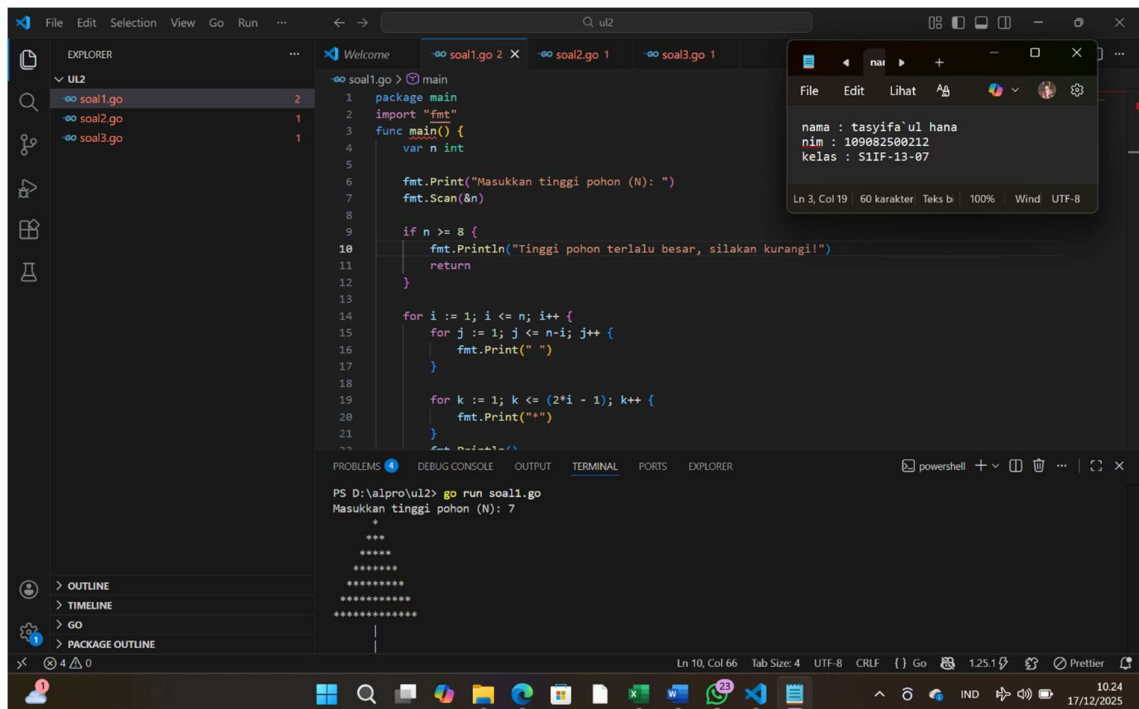 File Edit Selection View Go Run ··· ul2
EXPLORER ···
UL2
soal1.go 2
soal2.go 1
soal3.go 1
OUTLINE
TIMELINE
GO
PACKAGE OUTLINE
Welcome soal1.go 2 soal2.go 1 soal3.go 1
soal1.go > main
1 package main
2 import "fmt"
3 func main() {
4 var n int
5
6 fmt.Print("Masukkan tinggi pohon (N): ")
7 fmt.Scan(&n)
8
9 if n >= 8 {
10 fmt.Println("Tinggi pohon terlalu besar, silakan kurangi!")
11 return
12 }
13
14 for i := 1; i <= n; i++ {
15 for j := 1; j <= n-i; j++ {
16 fmt.Print(" ")
17 }
18
19 for k := 1; k <= (2*i - 1); k++ {
20 fmt.Print("*")
21 }
22 fmt.Println()
File Edit Lihat
nama : tasyifa`ul hana
nim : 109082500212
kelas : S1IF-13-07
Ln 3, Col 19 60 karakter Teks bi 100% Wind UTF-8
PROBLEMS 4 DEBUG CONSOLE OUTPUT TERMINAL PORTS EXPLORER powershell
PS D:\alpro\ul2> go run soal1.go
Masukkan tinggi pohon (N): 7
*
***
*****
*******
*********
***********
*************
|
|
4 0 Ln 10, Col 66 Tab Size: 4 UTF-8 CRLF {} Go 1.25.1 Prettier
1 23 IND 10.24
17/12/2025